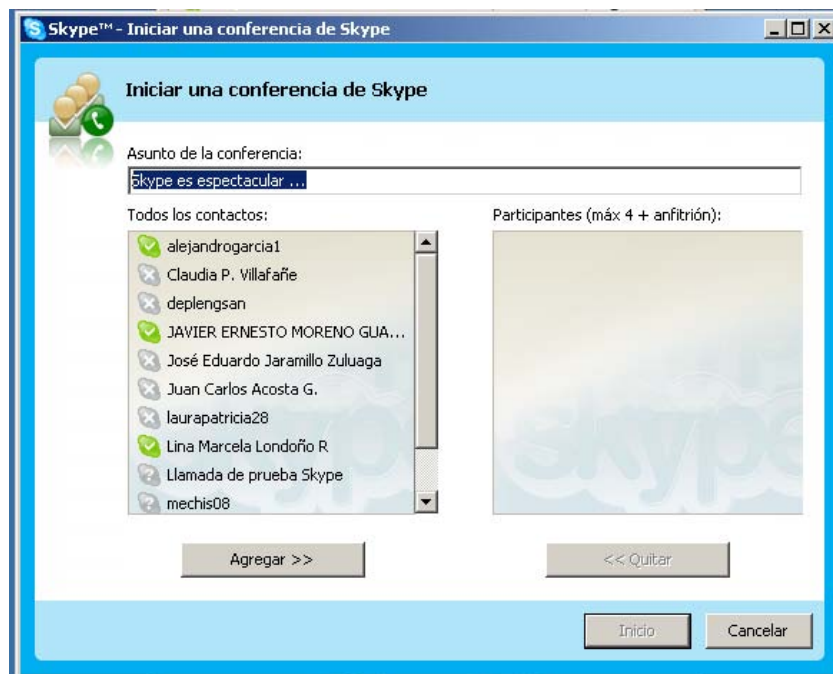 Skype™ - Iniciar una conferencia de Skype
Iniciar una conferencia de Skype
Asunto de la conferencia:
Skype es espectacular ...
Todos los contactos:
alejandrogarcia1
Claudia P. Villafañe
deplengsan
JAVIER ERNESTO MORENO GUA...
José Eduardo Jaramillo Zuluaga
Juan Carlos Acosta G.
laurapatricia28
Lina Marcela Londoño R
Llamada de prueba Skype
mechis08
Agregar >>
Participantes (máx 4 + anfitrión):
skype
<< Quitar
Inicio
Cancelar